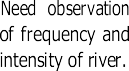 Need observation
of frequency and
intensity of river.